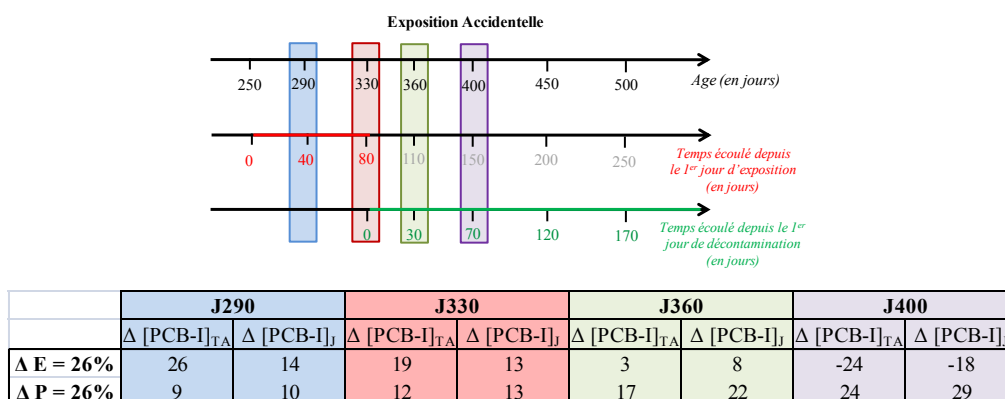 Exposition Accidentelle
250 290 330 360 400 450 500 Age (en jours)
0 40 80 110 150 200 250 Temps écoulé depuis
le 1er jour d'exposition
(en jours)
0 30 70 120 170 Temps écoulé depuis le 1er
jour de décontamination
(en jours)
J290 J330 J360 J400
Δ [PCB-I]TA Δ [PCB-I]J Δ [PCB-I]TA Δ [PCB-I]J Δ [PCB-I]TA Δ [PCB-I]J Δ [PCB-I]TA Δ [PCB-I]J
Δ E = 26% 26 14 19 13 3 8 -24 -18
Δ P = 26% 9 10 12 13 17 22 24 29